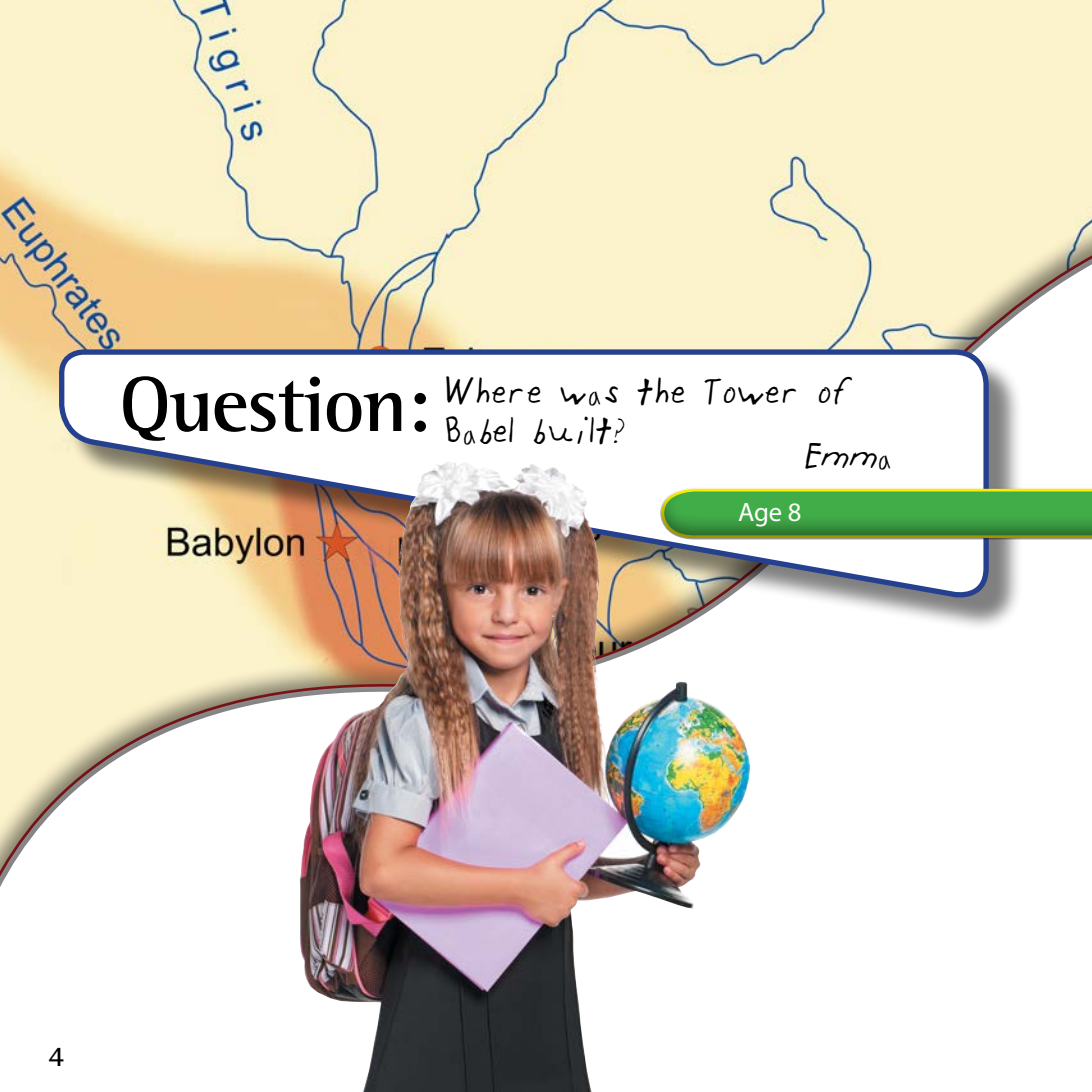 Tigris
Euphrates
Question: Where was the Tower of
Babel built?
Emma
Age 8
Babylon
4